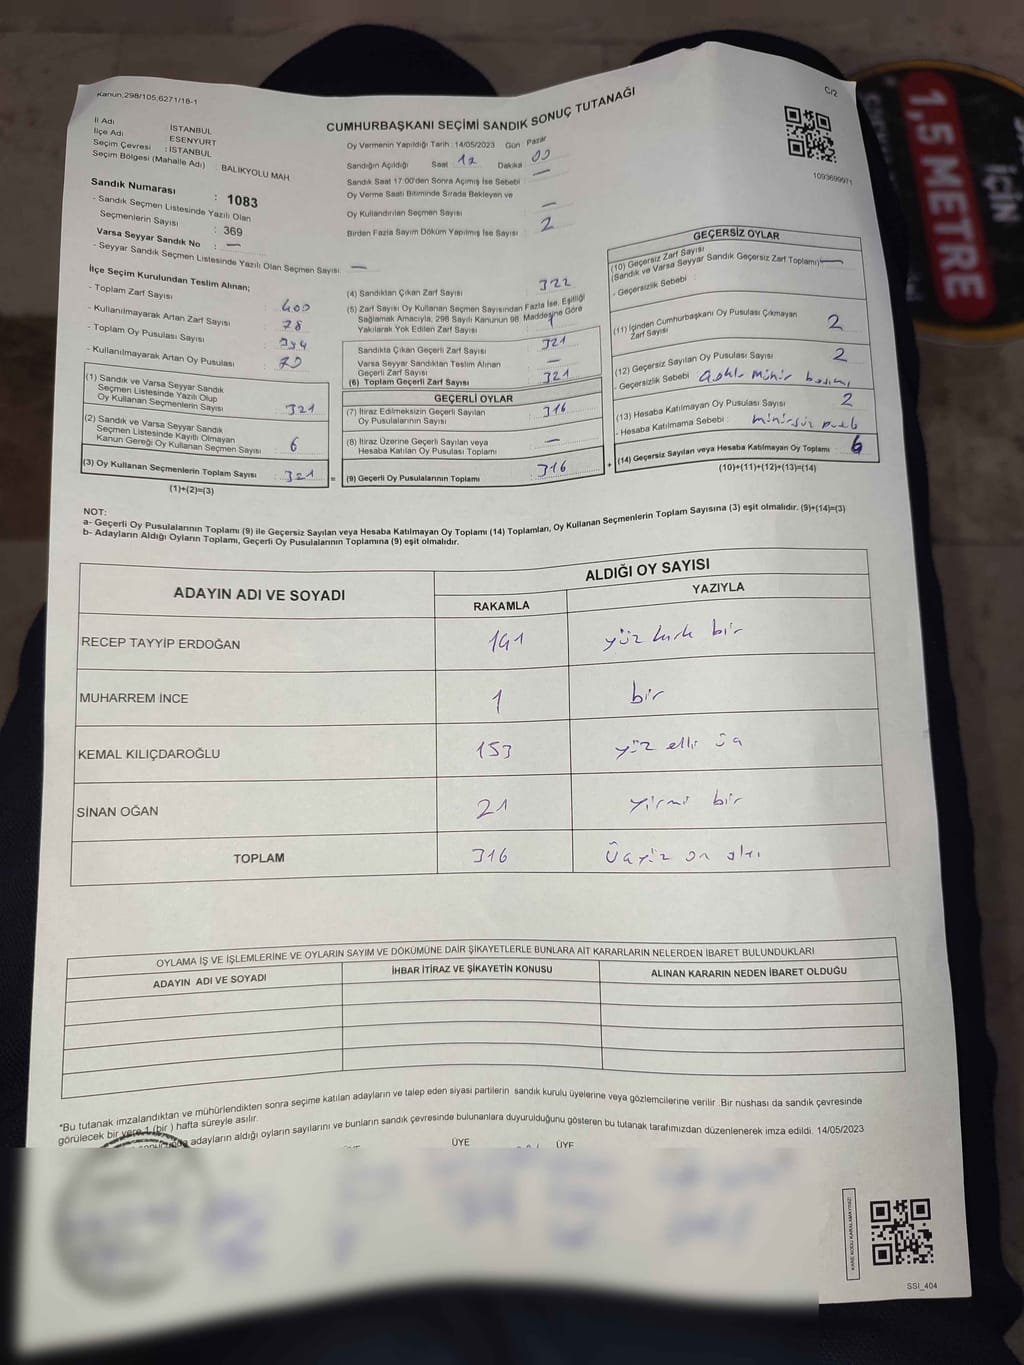 Kanun;298/105;6271/18-1
C/2
CUMHURBAŞKANI SEÇİMİ SANDIK SONUÇ TUTANAĞI
İl Adı : İSTANBUL
İlçe Adı : ESENYURT
Seçim Çevresi : İSTANBUL
Seçim Bölgesi (Mahalle Adı) : BALIKYOLU MAH.
Oy Vermenin Yapıldığı Tarih : 14/05/2023 Gün : Pazar
Sandığın Açıldığı Saat : 17 Dakika : 00
Sandık Saat 17:00'den Sonra Açımış İse Sebebi : —
Oy Verme Saati Bitiminde Sırada Bekleyen ve
Oy Kullandırılan Seçmen Sayısı : —
Birden Fazla Sayım Döküm Yapılmış İse Sayısı : 2
1093699971
Sandık Numarası : 1083
- Sandık Seçmen Listesinde Yazılı Olan
Seçmenlerin Sayısı : 369
Varsa Seyyar Sandık No : —
- Seyyar Sandık Seçmen Listesinde Yazılı Olan Seçmen Sayısı : —
İlçe Seçim Kurulundan Teslim Alınan;
- Toplam Zarf Sayısı : 400
- Kullanılmayarak Artan Zarf Sayısı : 78
- Toplam Oy Pusulası Sayısı : 394
- Kullanılmayarak Artan Oy Pusulası : 70
(1) Sandık ve Varsa Seyyar Sandık
Seçmen Listesinde Yazılı Olup
Oy Kullanan Seçmenlerin Sayısı : 321
(2) Sandık ve Varsa Seyyar Sandık
Seçmen Listesinde Kayıtlı Olmayan
Kanun Gereği Oy Kullanan Seçmen Sayısı : 6
(3) Oy Kullanan Seçmenlerin Toplam Sayısı : 321
(1)+(2)=(3)
(4) Sandıktan Çıkan Zarf Sayısı : 322
(5) Zarf Sayısı Oy Kullanan Seçmen Sayısından Fazla İse, Eşitliği
Sağlamak Amacıyla; 298 Sayılı Kanunun 98. Maddesine Göre
Yakılarak Yok Edilen Zarf Sayısı : 1
Sandıkta Çıkan Geçerli Zarf Sayısı : 321
Varsa Seyyar Sandıktan Teslim Alınan
Geçerli Zarf Sayısı : —
(6) Toplam Geçerli Zarf Sayısı : 321
GEÇERLİ OYLAR
(7) İtiraz Edilmeksizin Geçerli Sayılan
Oy Pusulalarının Sayısı : 316
(8) İtiraz Üzerine Geçerli Sayılan veya
Hesaba Katılan Oy Pusulası Toplamı : —
= (9) Geçerli Oy Pusulalarının Toplamı : 316
GEÇERSİZ OYLAR
(10) Geçersiz Zarf Sayısı
(Sandık ve Varsa Seyyar Sandık Geçersiz Zarf Toplamı) : —
- Geçersizlik Sebebi :
(11) İçinden Cumhurbaşkanı Oy Pusulası Çıkmayan
Zarf Sayısı : 2
(12) Geçersiz Sayılan Oy Pusulası Sayısı : 2
- Geçersizlik Sebebi :
(13) Hesaba Katılmayan Oy Pusulası Sayısı : 2
- Hesaba Katılmama Sebebi : mühürsüz
+ (14) Geçersiz Sayılan veya Hesaba Katılmayan Oy Toplamı : 6
(10)+(11)+(12)+(13)=(14)
NOT:
a- Geçerli Oy Pusulalarının Toplamı (9) ile Geçersiz Sayılan veya Hesaba Katılmayan Oy Toplamı (14) Toplamları, Oy Kullanan Seçmenlerin Toplam Sayısına (3) eşit olmalıdır. (9)+(14)=(3)
b- Adayların Aldığı Oyların Toplamı, Geçerli Oy Pusulalarının Toplamına (9) eşit olmalıdır.
ADAYIN ADI VE SOYADI
ALDIĞI OY SAYISI
RAKAMLA YAZIYLA
RECEP TAYYİP ERDOĞAN 141 yüz kırk bir
MUHARREM İNCE 1 bir
KEMAL KILIÇDAROĞLU 153 yüz elli üç
SİNAN OĞAN 21 yirmi bir
TOPLAM 316 Üçyüz on altı
OYLAMA İŞ VE İŞLEMLERİNE VE OYLARIN SAYIM VE DÖKÜMÜNE DAİR ŞİKAYETLERLE BUNLARA AİT KARARLARIN NELERDEN İBARET BULUNDUKLARI
ADAYIN ADI VE SOYADI İHBAR İTİRAZ VE ŞİKAYETİN KONUSU ALINAN KARARIN NEDEN İBARET OLDUĞU
"Bu tutanak imzalandıktan ve mühürlendikten sonra seçime katılan adayların ve talep eden siyasi partilerin sandık kurulu üyelerine veya gözlemcilerine verilir. Bir nüshası da sandık çevresinde
görülecek bir yere 1 (bir ) hafta süreyle asılır.
adayların aldığı oyların sayılarını ve bunların sandık çevresinde bulunanlara duyurulduğunu gösteren bu tutanak tarafımızdan düzenlenerek imza edildi. 14/05/2023
ÜYE ÜYE
KARE KODU KARALAMAYINIZ!
SSİ_404
1,5 METRE
İÇİN